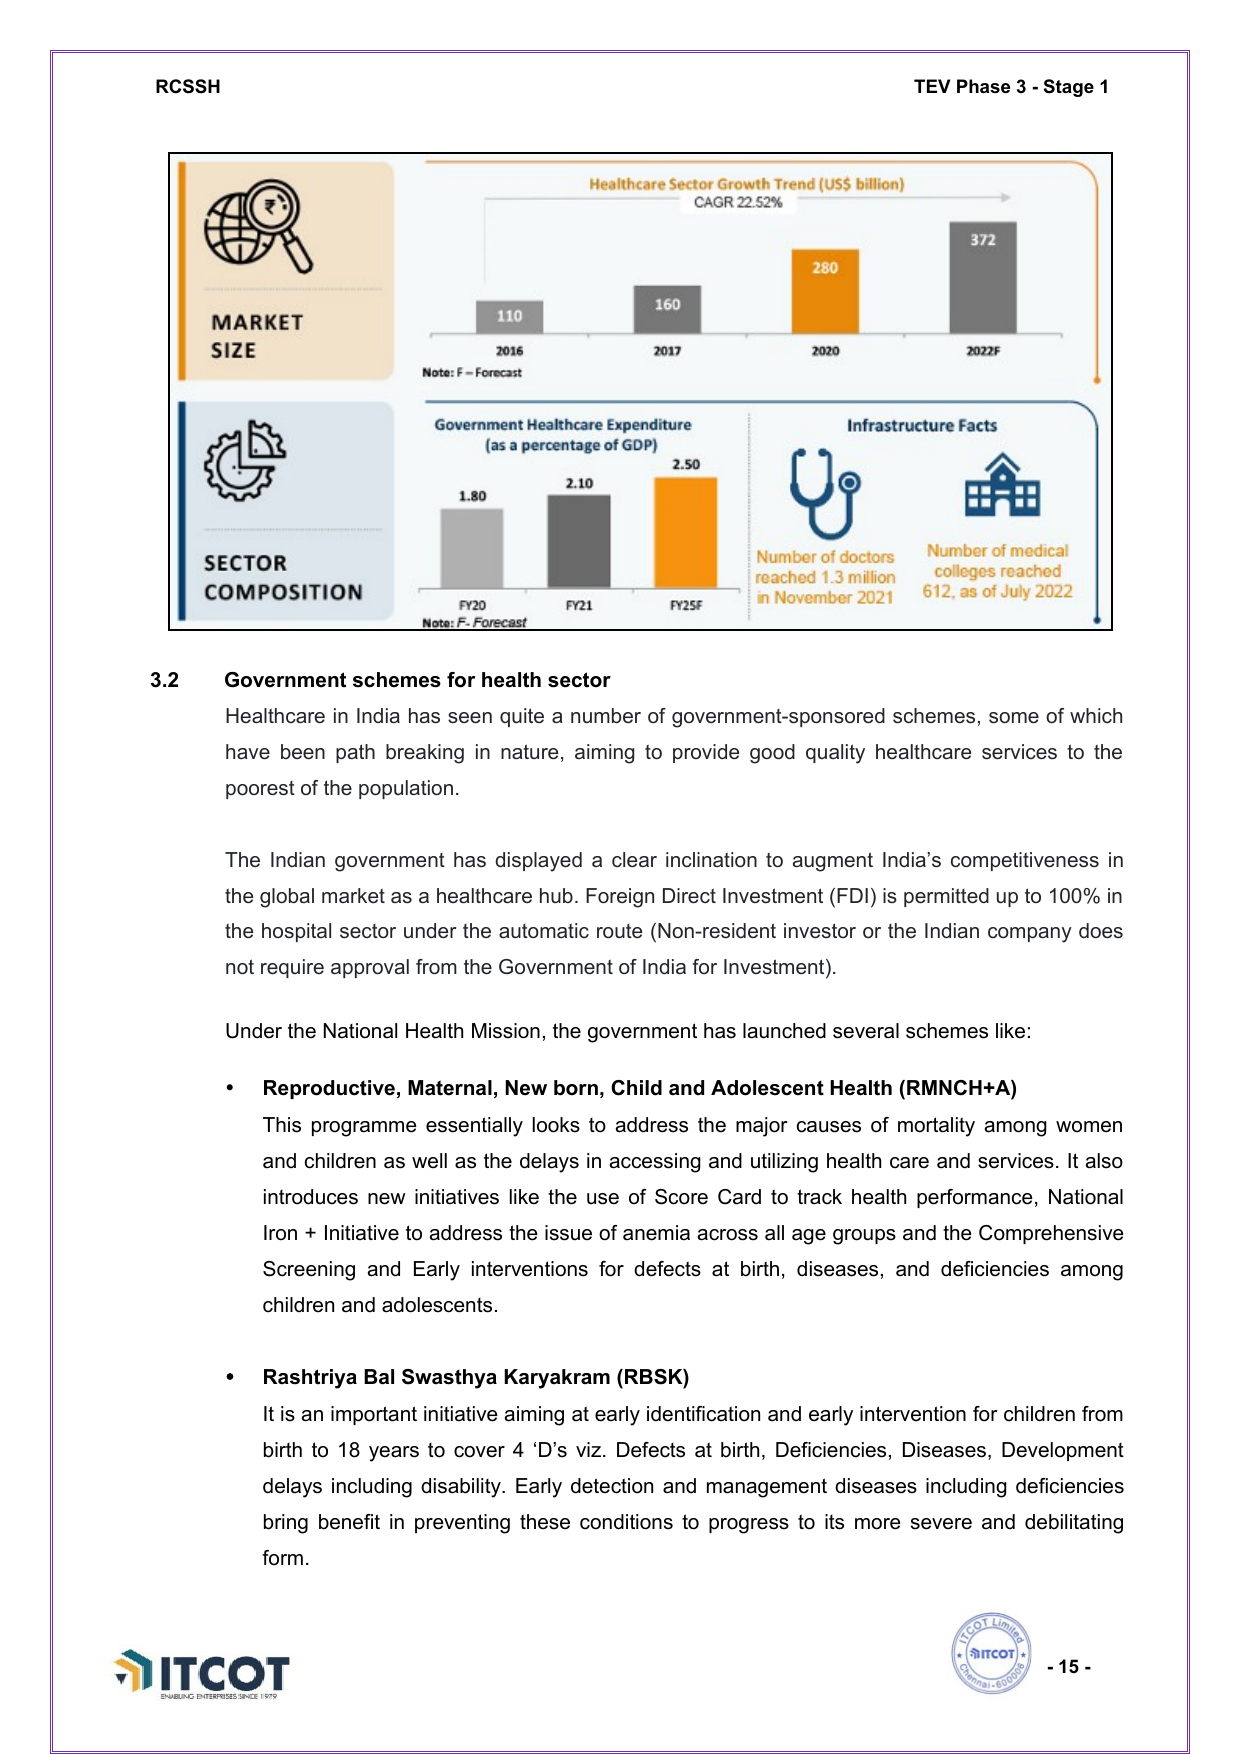 RCSSH
TEV Phase 3 - Stage 1
MARKET
SIZE
Healthcare Sector Growth Trend (US$ billion)
CAGR 22.52%
110
160
280
372
2016
2017
2020
2022F
Note: F – Forecast
SECTOR
COMPOSITION
Government Healthcare Expenditure
(as a percentage of GDP)
1.80
2.10
2.50
FY20
FY21
FY25F
Note: F- Forecast
Infrastructure Facts
Number of doctors
reached 1.3 million
in November 2021
Number of medical
colleges reached
612, as of July 2022
3.2 Government schemes for health sector
Healthcare in India has seen quite a number of government-sponsored schemes, some of which
have been path breaking in nature, aiming to provide good quality healthcare services to the
poorest of the population.
The Indian government has displayed a clear inclination to augment India’s competitiveness in
the global market as a healthcare hub. Foreign Direct Investment (FDI) is permitted up to 100% in
the hospital sector under the automatic route (Non-resident investor or the Indian company does
not require approval from the Government of India for Investment).
Under the National Health Mission, the government has launched several schemes like:
• Reproductive, Maternal, New born, Child and Adolescent Health (RMNCH+A)
This programme essentially looks to address the major causes of mortality among women
and children as well as the delays in accessing and utilizing health care and services. It also
introduces new initiatives like the use of Score Card to track health performance, National
Iron + Initiative to address the issue of anemia across all age groups and the Comprehensive
Screening and Early interventions for defects at birth, diseases, and deficiencies among
children and adolescents.
• Rashtriya Bal Swasthya Karyakram (RBSK)
It is an important initiative aiming at early identification and early intervention for children from
birth to 18 years to cover 4 ‘D’s viz. Defects at birth, Deficiencies, Diseases, Development
delays including disability. Early detection and management diseases including deficiencies
bring benefit in preventing these conditions to progress to its more severe and debilitating
form.
ITCOT
ENABLING ENTERPRISES SINCE 1979
ITCOT Limited
ITCOT
Chennai-600006
- 15 -